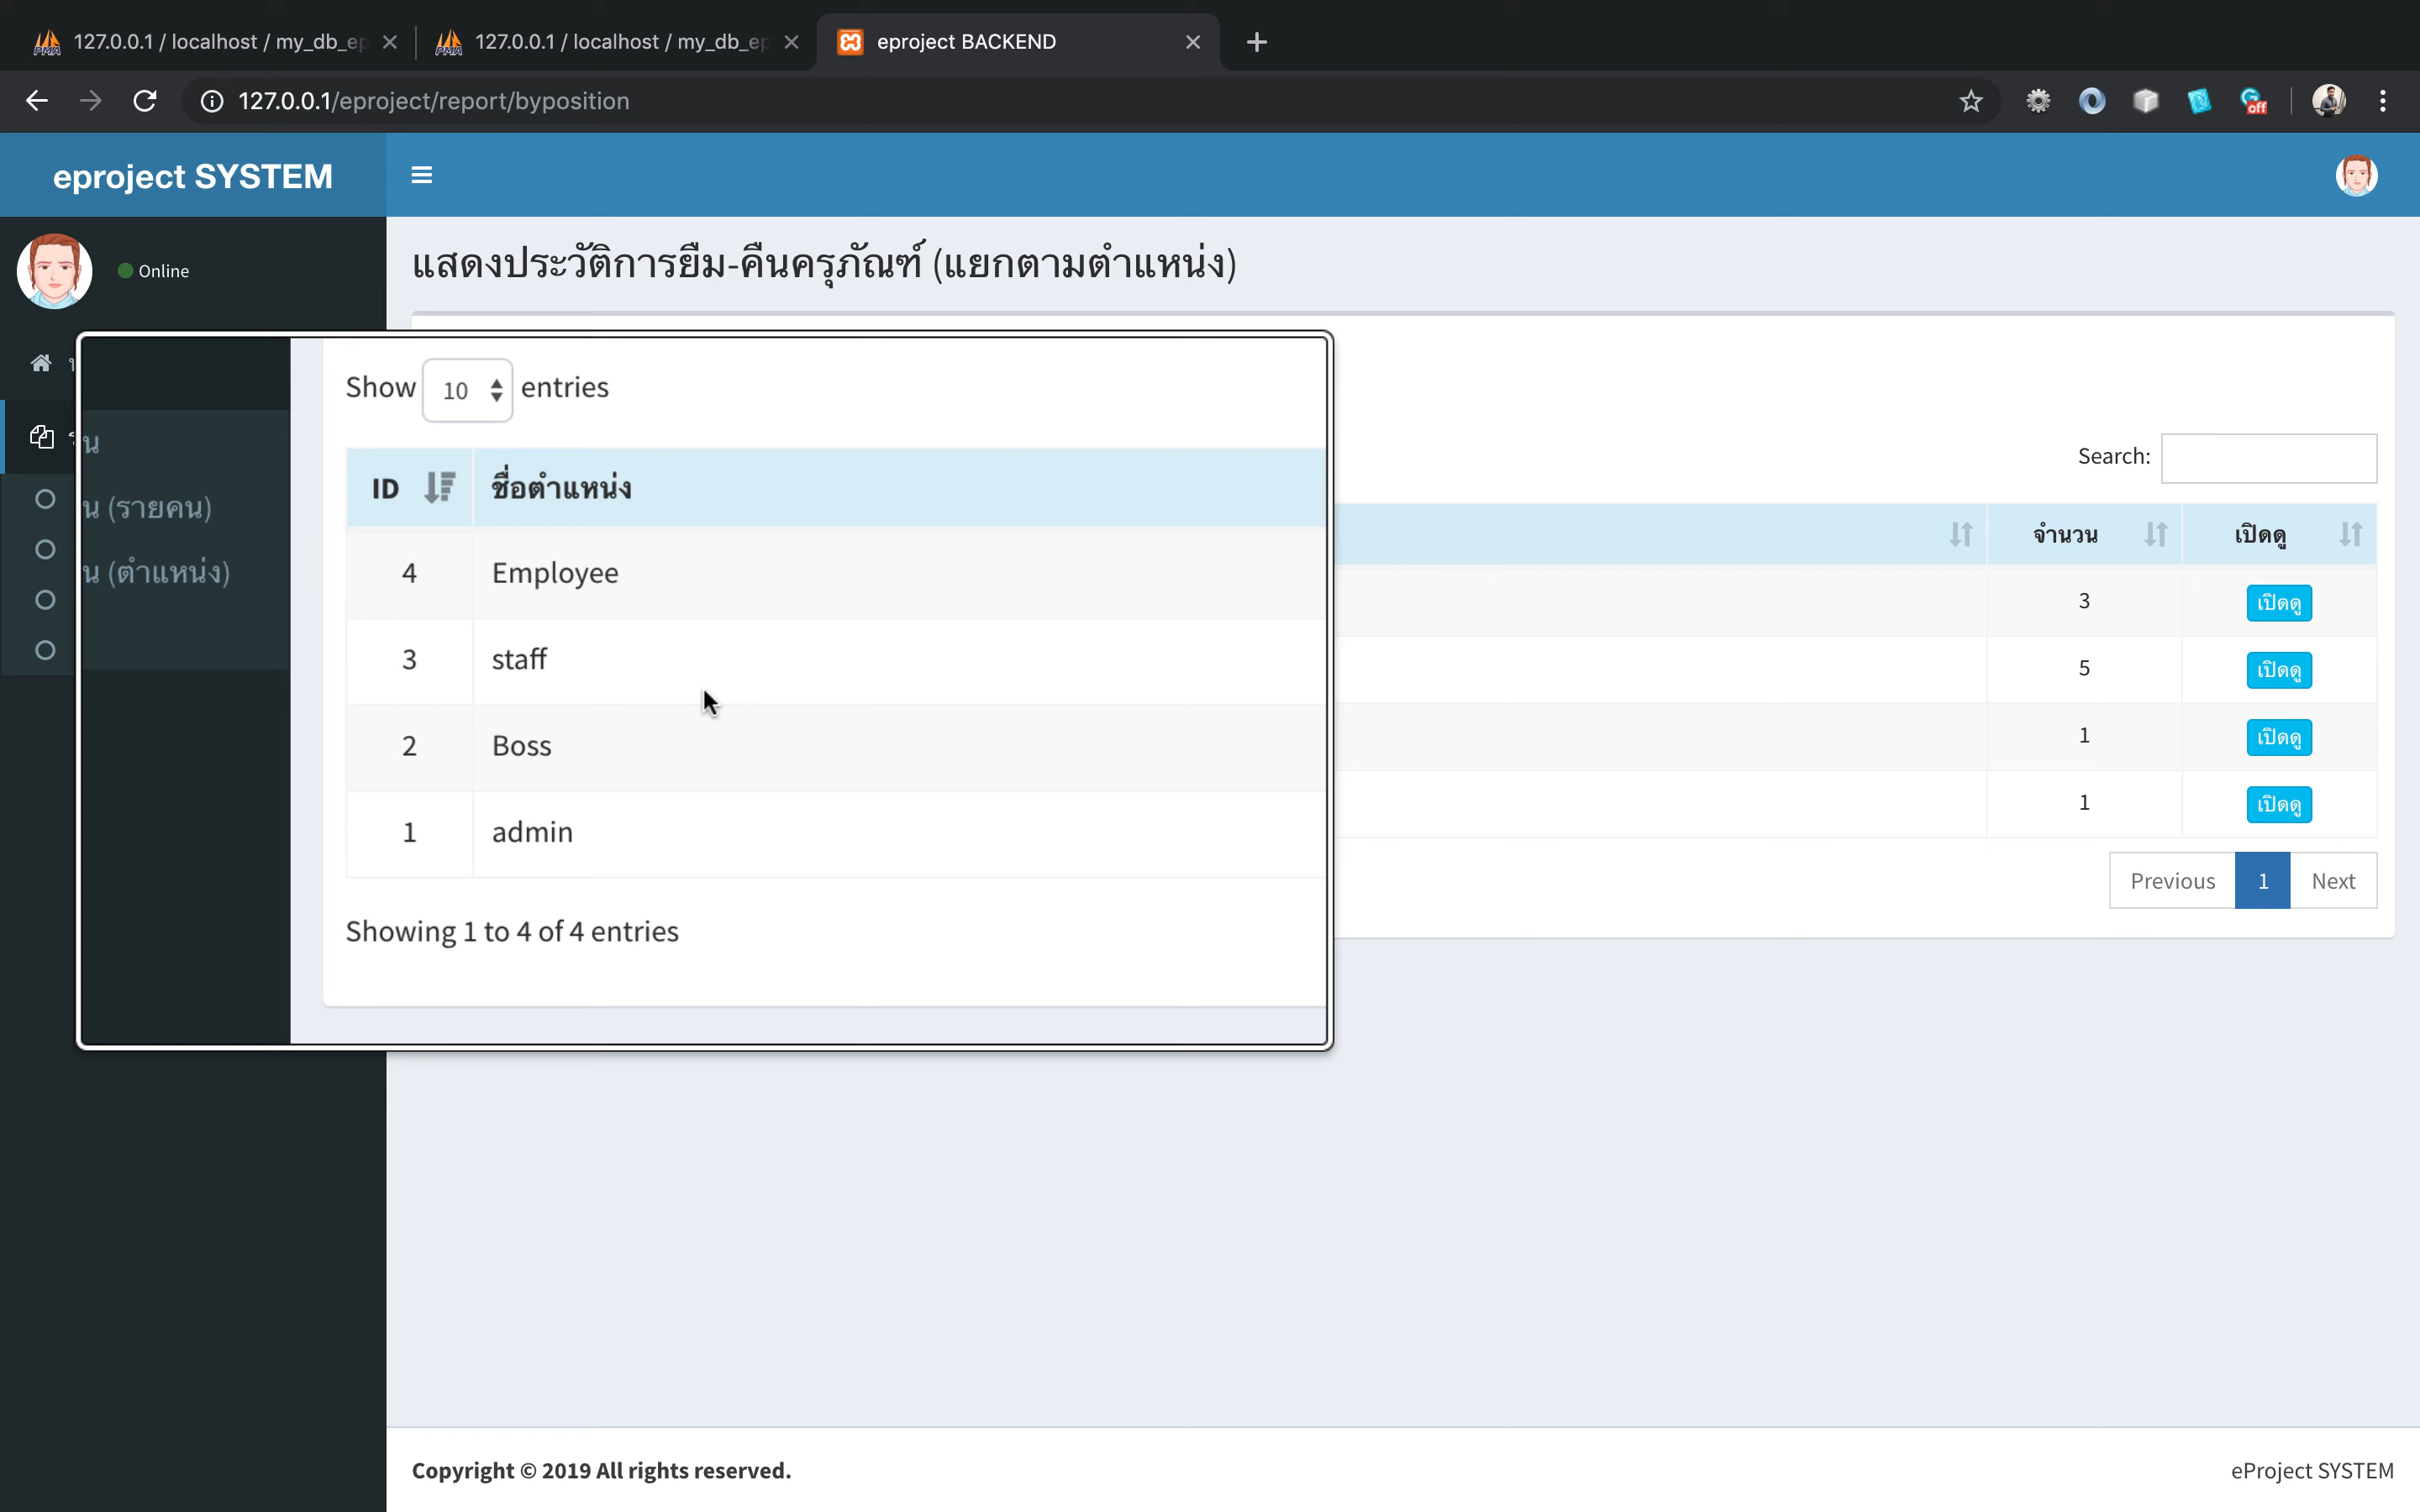 127.0.0.1 / localhost / my_db_ep
127.0.0.1 / localhost / my_db_ep
eproject BACKEND
127.0.0.1/eproject/report/byposition
off
eproject SYSTEM
Online
แสดงประวัติการยืม-คืนครุภัณฑ์ (แยกตามตำแหน่ง)
Show 10 entries
Search:
น (รายคน)
น (ตำแหน่ง)
ID ชื่อตำแหน่ง จำนวน เปิดดู
4 Employee 3 เปิดดู
3 staff 5 เปิดดู
2 Boss 1 เปิดดู
1 admin 1 เปิดดู
Showing 1 to 4 of 4 entries
Previous 1 Next
Copyright © 2019 All rights reserved.
eProject SYSTEM